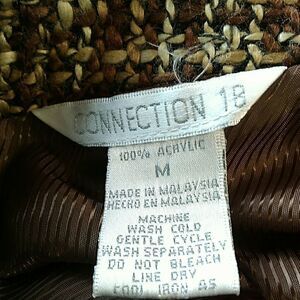 CONNECTION 18
100% ACRYLIC
M
MADE IN MALAYSIA
HECHO EN MALAYSIA
MACHINE
WASH COLD
GENTLE CYCLE
WASH SEPARATELY
DO NOT BLEACH
LINE DRY
COOL IRON AS